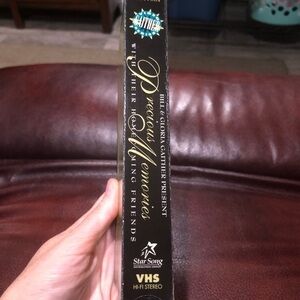 GAITHER
BILL & GLORIA GAITHER PRESENT
Precious Memories
WITH THEIR HOMECOMING FRIENDS
Star Song
VHS
HI-FI STEREO